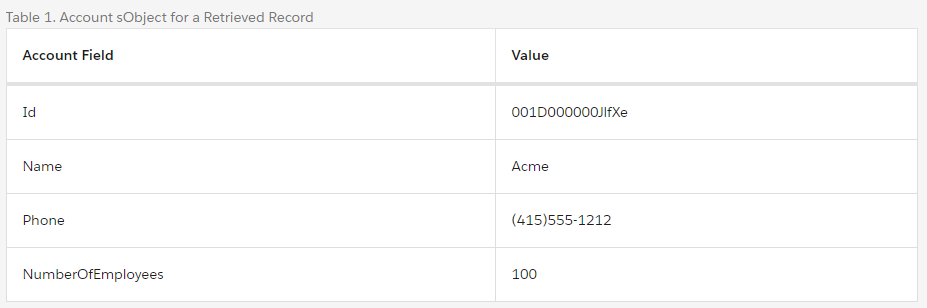 Table 1. Account sObject for a Retrieved Record
Account Field Value
Id 001D000000JlfXe
Name Acme
Phone (415)555-1212
NumberOfEmployees 100